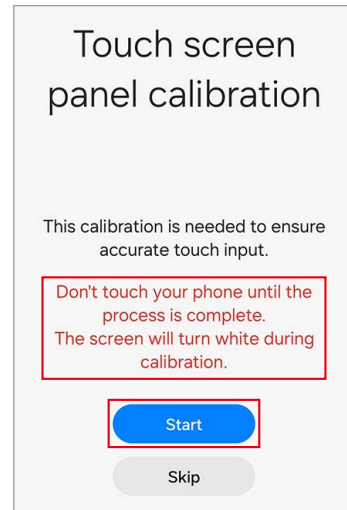 Touch screen
panel calibration
This calibration is needed to ensure
accurate touch input.
Don't touch your phone until the
process is complete.
The screen will turn white during
calibration.
Start
Skip